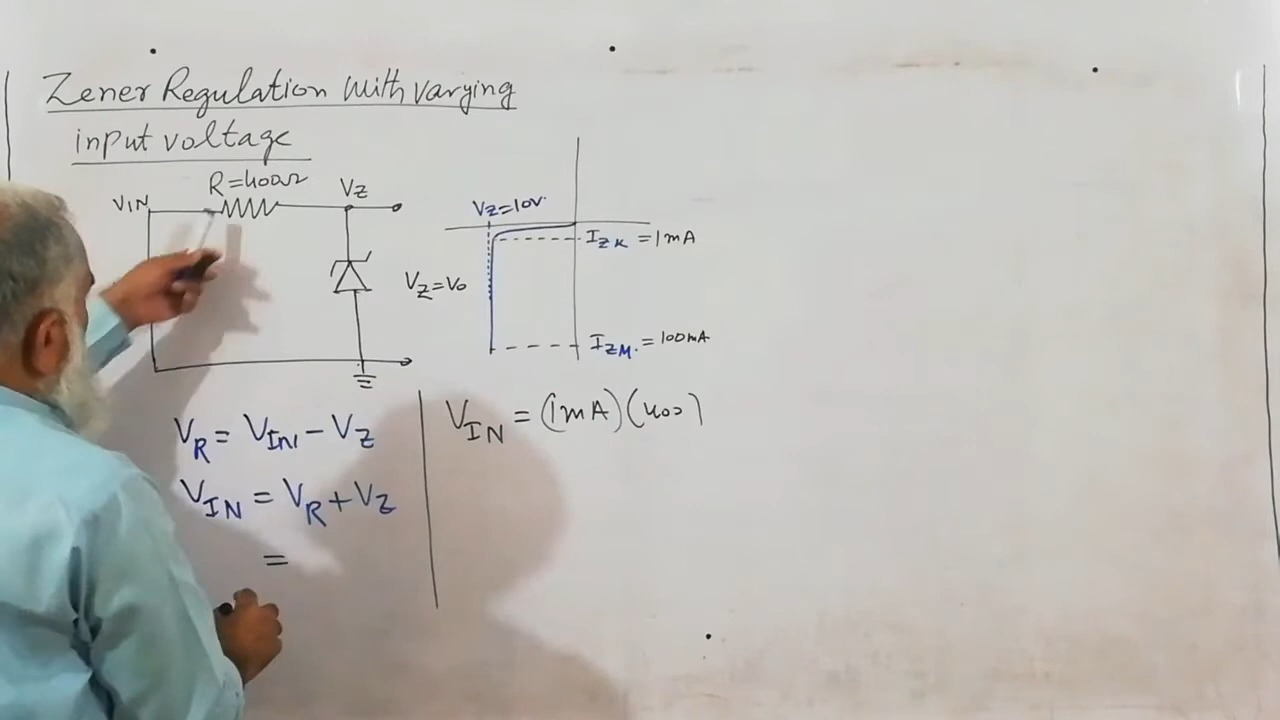 Zener Regulation with varying
input voltage
R=400Ω
VIN
VZ
VZ=10V.
IZK = 1mA
VZ=Vo
IZM. = 100mA
VR = VIN1 - VZ
VIN = VR + VZ
=
VIN = (1mA)(400)